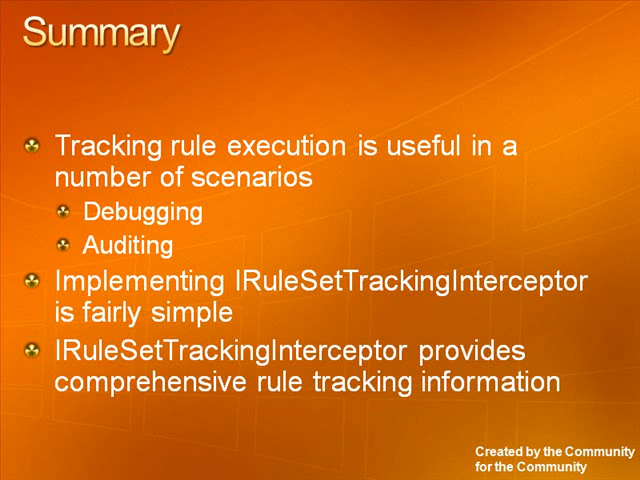 Summary
Tracking rule execution is useful in a
number of scenarios
Debugging
Auditing
Implementing IRuleSetTrackingInterceptor
is fairly simple
IRuleSetTrackingInterceptor provides
comprehensive rule tracking information
Created by the Community
for the Community